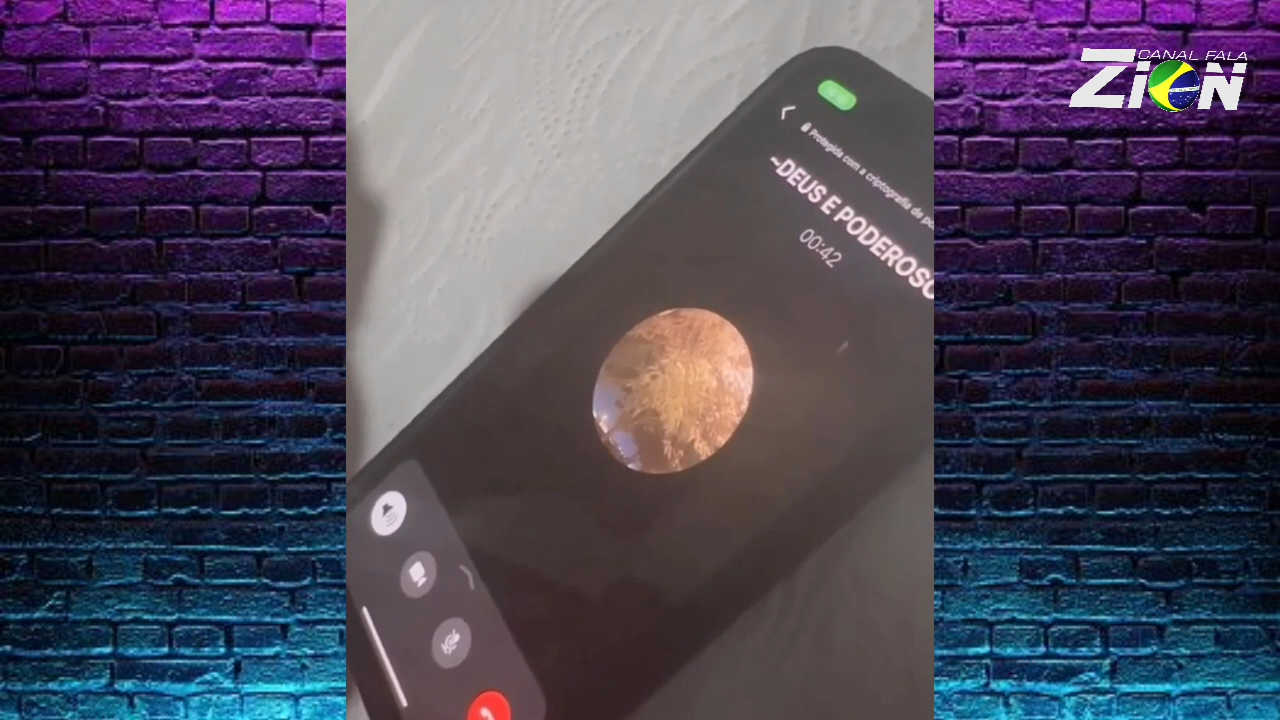 CANAL FALA
ZION
Protegida com a criptografia de
~DEUS E PODEROSO
00:42